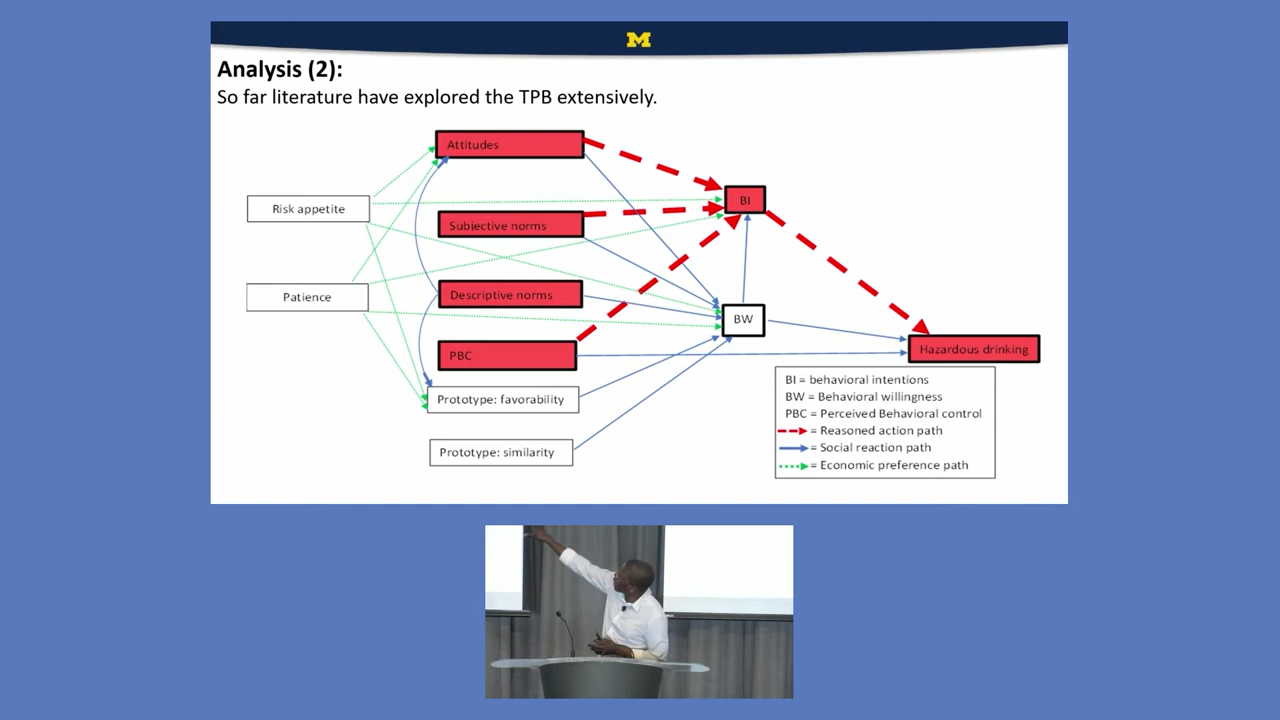 M
Analysis (2):
So far literature have explored the TPB extensively.
Attitudes
Risk appetite
BI
Subjective norms
Patience
Descriptive norms
BW
PBC
Hazardous drinking
Prototype: favorability
Prototype: similarity
BI = behavioral intentions
BW = Behavioral willingness
PBC = Perceived Behavioral control
= Reasoned action path
= Social reaction path
= Economic preference path